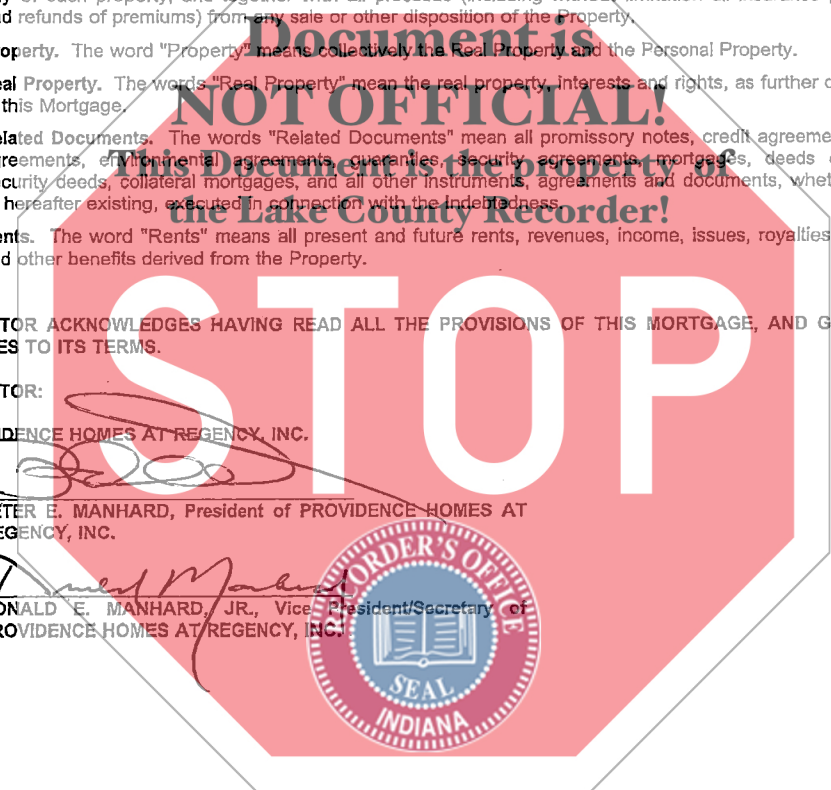 y of such property, and together with all proceeds (including without limitation all insurance
d refunds of premiums) from any sale or other disposition of the Property.
Document is
operty. The word "Property" means collectively the Real Property and the Personal Property.
eal Property. The words "Real Property" mean the real property, interests and rights, as further
this Mortgage.
NOT OFFICIAL!
elated Documents. The words "Related Documents" mean all promissory notes, credit agreeme
greements, environmental agreements, guaranties, security agreements, mortgages, deeds
This Document is the property of
curity deeds, collateral mortgages, and all other instruments, agreements and documents, whet
hereafter existing, executed in connection with the Indebtedness.
the Lake County Recorder!
ents. The word "Rents" means all present and future rents, revenues, income, issues, royalties
d other benefits derived from the Property.
STOP
TOR ACKNOWLEDGES HAVING READ ALL THE PROVISIONS OF THIS MORTGAGE, AND G
ES TO ITS TERMS.
TOR:
IDENCE HOMES AT REGENCY, INC.
ETER E. MANHARD, President of PROVIDENCE HOMES AT
EGENCY, INC.
ONALD E. MANHARD, JR., Vice President/Secretary of
ROVIDENCE HOMES AT REGENCY, INC.
RECORDER'S OFFICE
SEAL
INDIANA